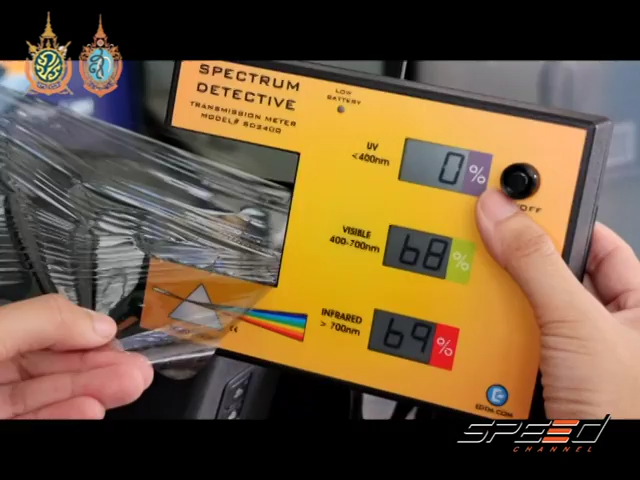 SPECTRUM
DETECTIVE
TRANSMISSION METER
MODEL# SD2400
LOW
BATTERY
UV
<400nm
0 %
OFF
VISIBLE
400-700nm
68 %
INFRARED
> 700nm
69 %
EDTM.COM
SPEED
CHANNEL